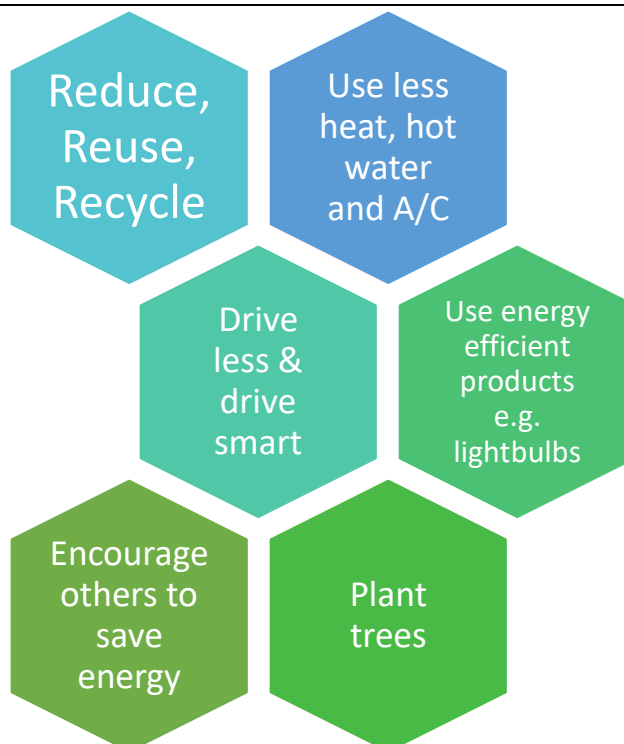 Reduce,
Reuse,
Recycle
Use less
heat, hot
water
and A/C
Drive
less &
drive
smart
Use energy
efficient
products
e.g.
lightbulbs
Encourage
others to
save
energy
Plant
trees